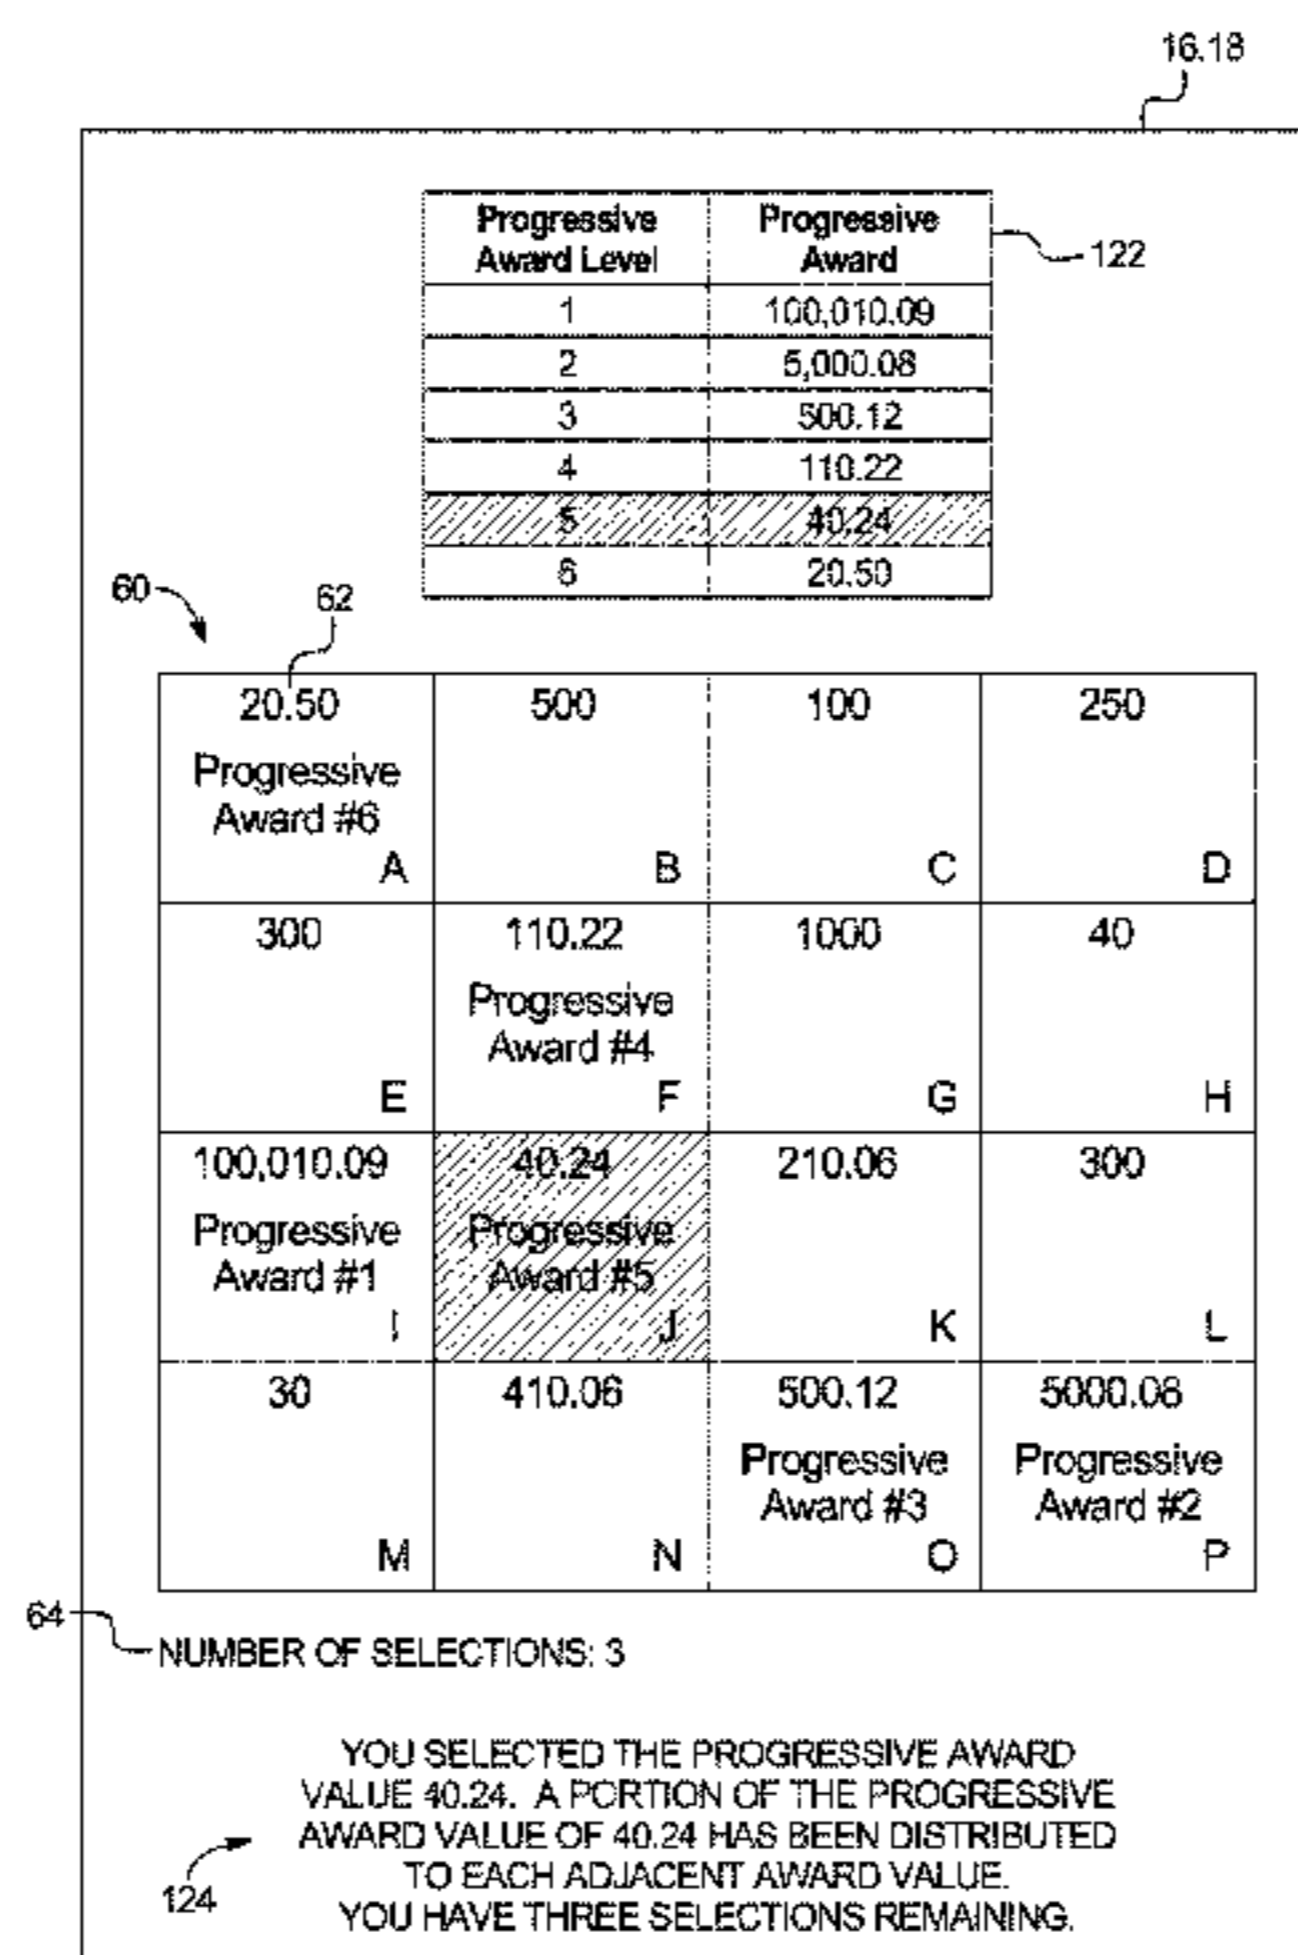 16,18
Progressive Award Level Progressive Award
122
1 100,010.09
2 5,000.08
3 500.12
4 110.22
5 40.24
6 20.50
60
62
20.50 500 100 250
Progressive
Award #6
A B C D
300 110.22 1000 40
Progressive
Award #4
E F G H
100,010.09 40.24 210.06 300
Progressive Progressive
Award #1 Award #5
I J K L
30 410.06 500.12 5000.08
Progressive Progressive
Award #3 Award #2
M N O P
64
NUMBER OF SELECTIONS: 3
YOU SELECTED THE PROGRESSIVE AWARD
VALUE 40.24. A PORTION OF THE PROGRESSIVE
AWARD VALUE OF 40.24 HAS BEEN DISTRIBUTED
TO EACH ADJACENT AWARD VALUE.
YOU HAVE THREE SELECTIONS REMAINING.
124